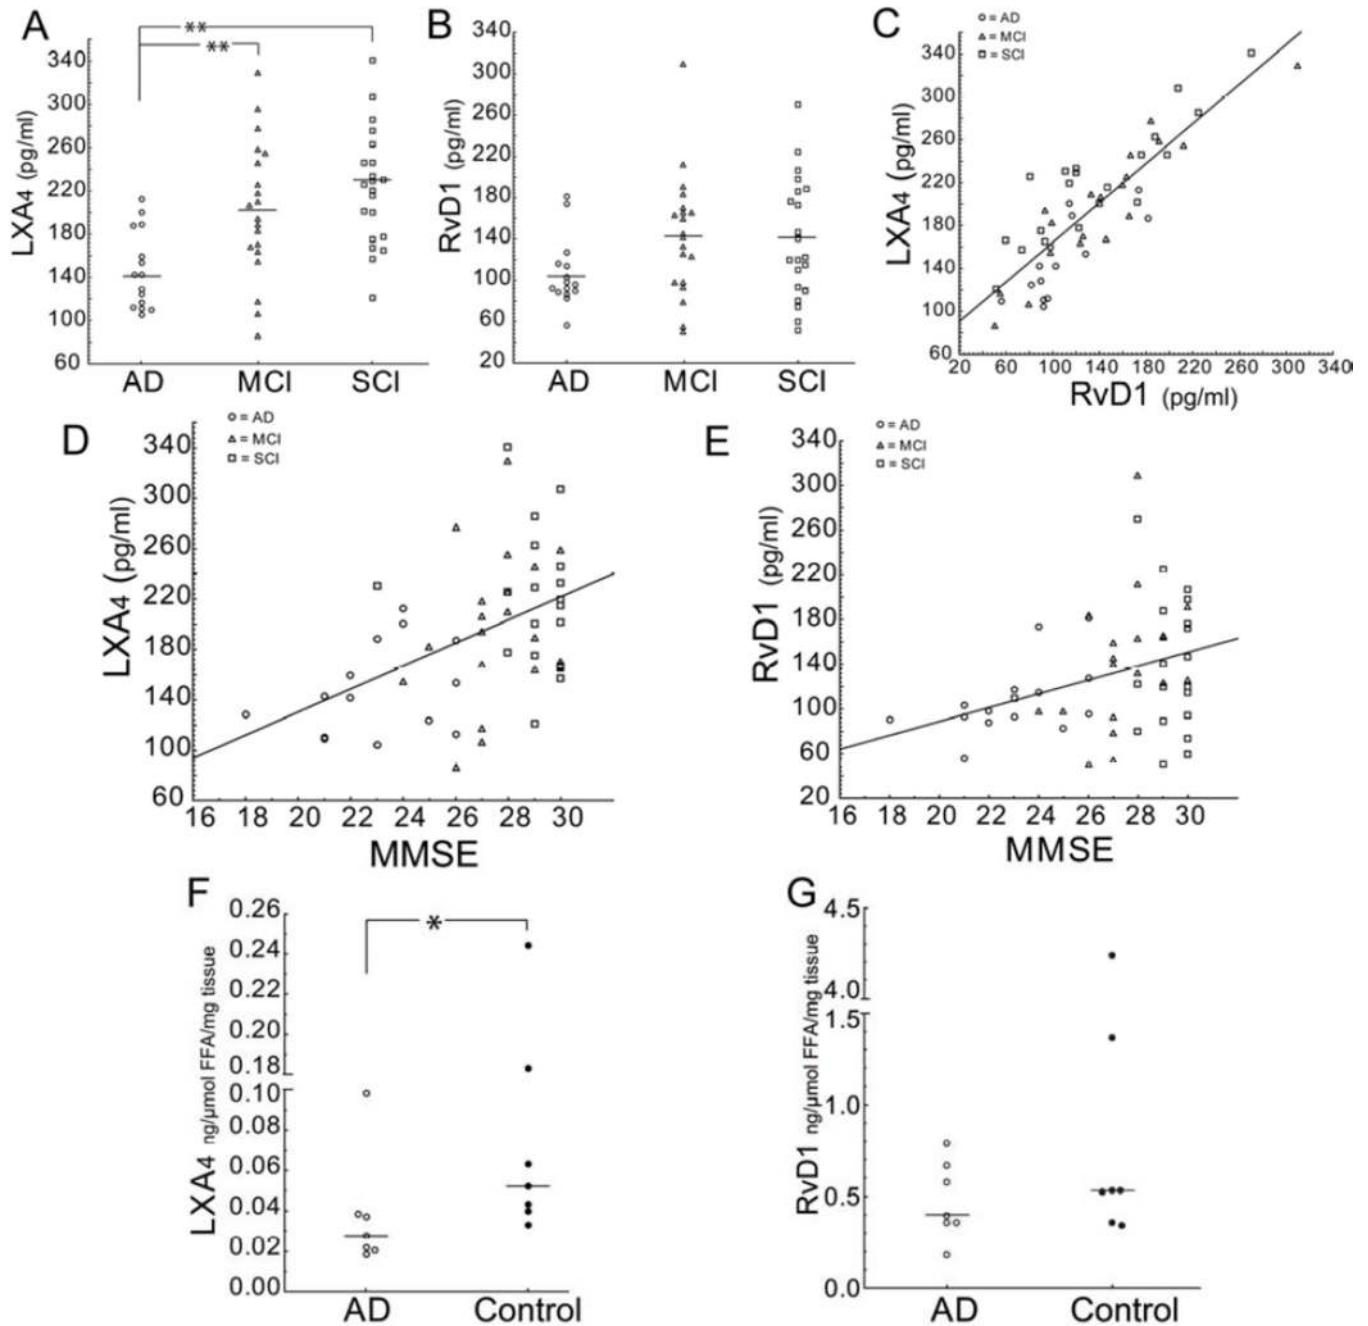 A
**
**
LXA4 (pg/ml)
340
300
260
220
180
140
100
60
AD MCI SCI
B
RvD1 (pg/ml)
340
300
260
220
180
140
100
60
20
AD MCI SCI
C
○ = AD
△ = MCI
□ = SCI
LXA4 (pg/ml)
340
300
260
220
180
140
100
60
20 60 100 140 180 220 260 300 340
RvD1 (pg/ml)
D
○ = AD
△ = MCI
□ = SCI
LXA4 (pg/ml)
340
300
260
220
180
140
100
60
16 18 20 22 24 26 28 30
MMSE
E
○ = AD
△ = MCI
□ = SCI
RvD1 (pg/ml)
340
300
260
220
180
140
100
60
20
16 18 20 22 24 26 28 30
MMSE
F
*
LXA4 ng/µmol FFA/mg tissue
0.26
0.24
0.22
0.20
0.18
0.10
0.08
0.06
0.04
0.02
0.00
AD Control
G
RvD1 ng/µmol FFA/mg tissue
4.5
4.0
1.5
1.0
0.5
0.0
AD Control